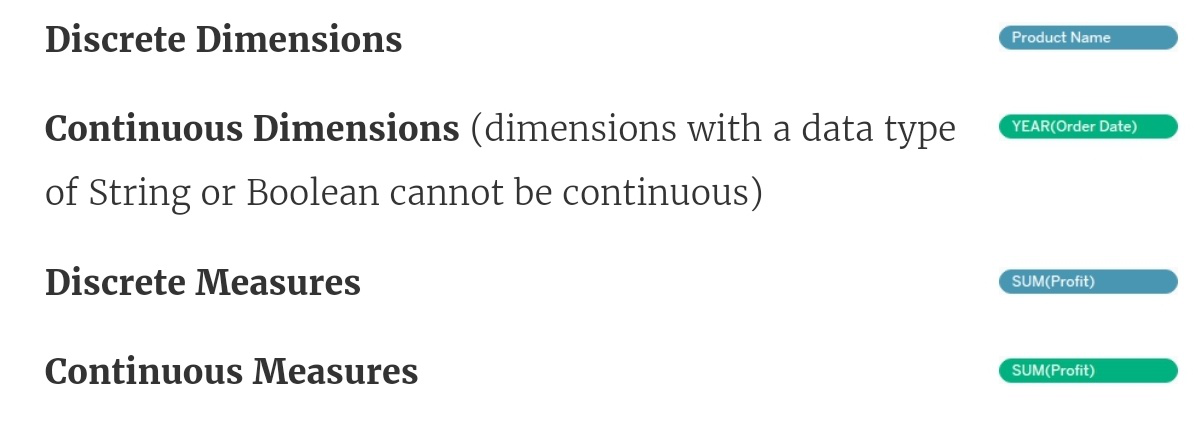 Discrete Dimensions Product Name
Continuous Dimensions (dimensions with a data type YEAR(Order Date)
of String or Boolean cannot be continuous)
Discrete Measures SUM(Profit)
Continuous Measures SUM(Profit)